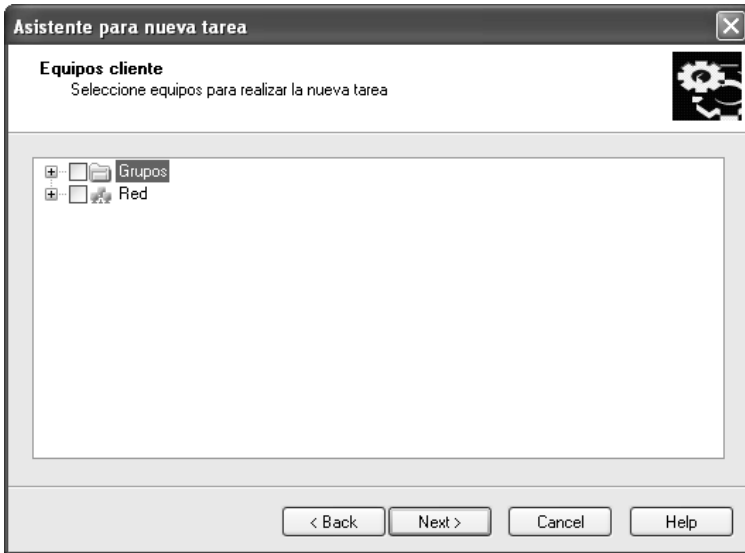 Asistente para nueva tarea
Equipos cliente
Seleccione equipos para realizar la nueva tarea
Grupos
Red
< Back Next > Cancel Help